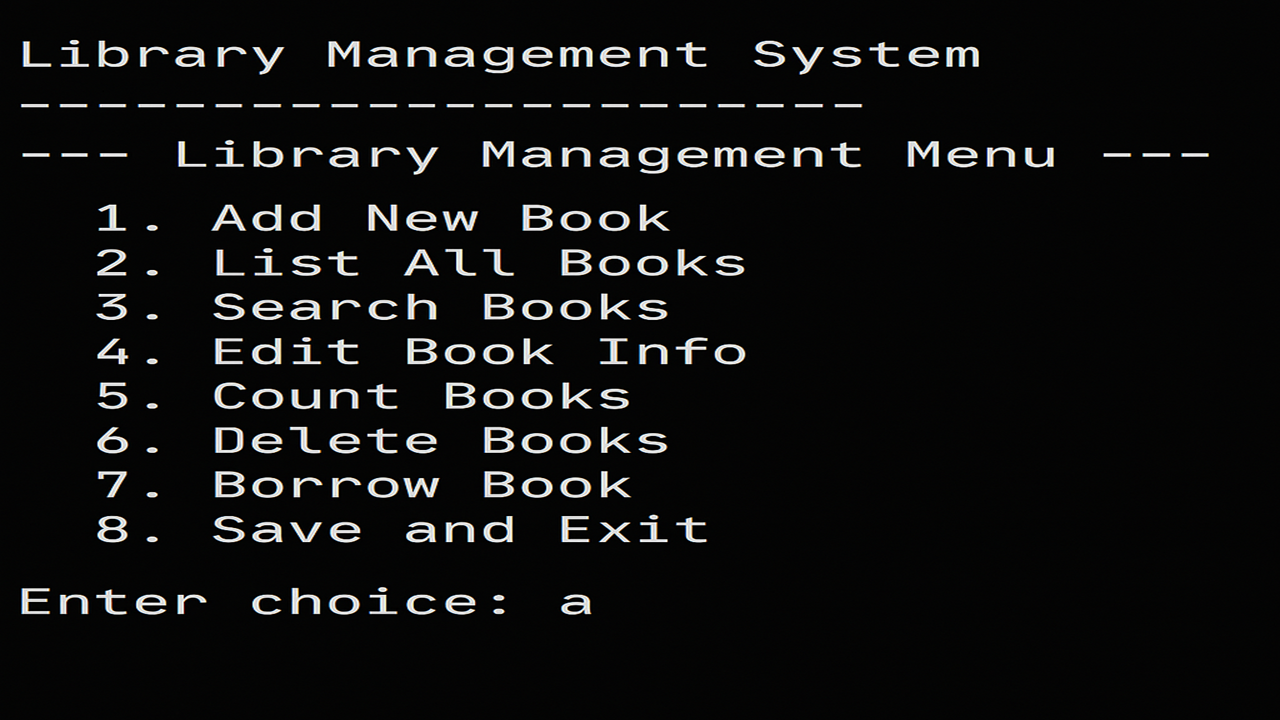 Library Management System
----------------------
--- Library Management Menu ---
1. Add New Book
2. List All Books
3. Search Books
4. Edit Book Info
5. Count Books
6. Delete Books
7. Borrow Book
8. Save and Exit
Enter choice: a